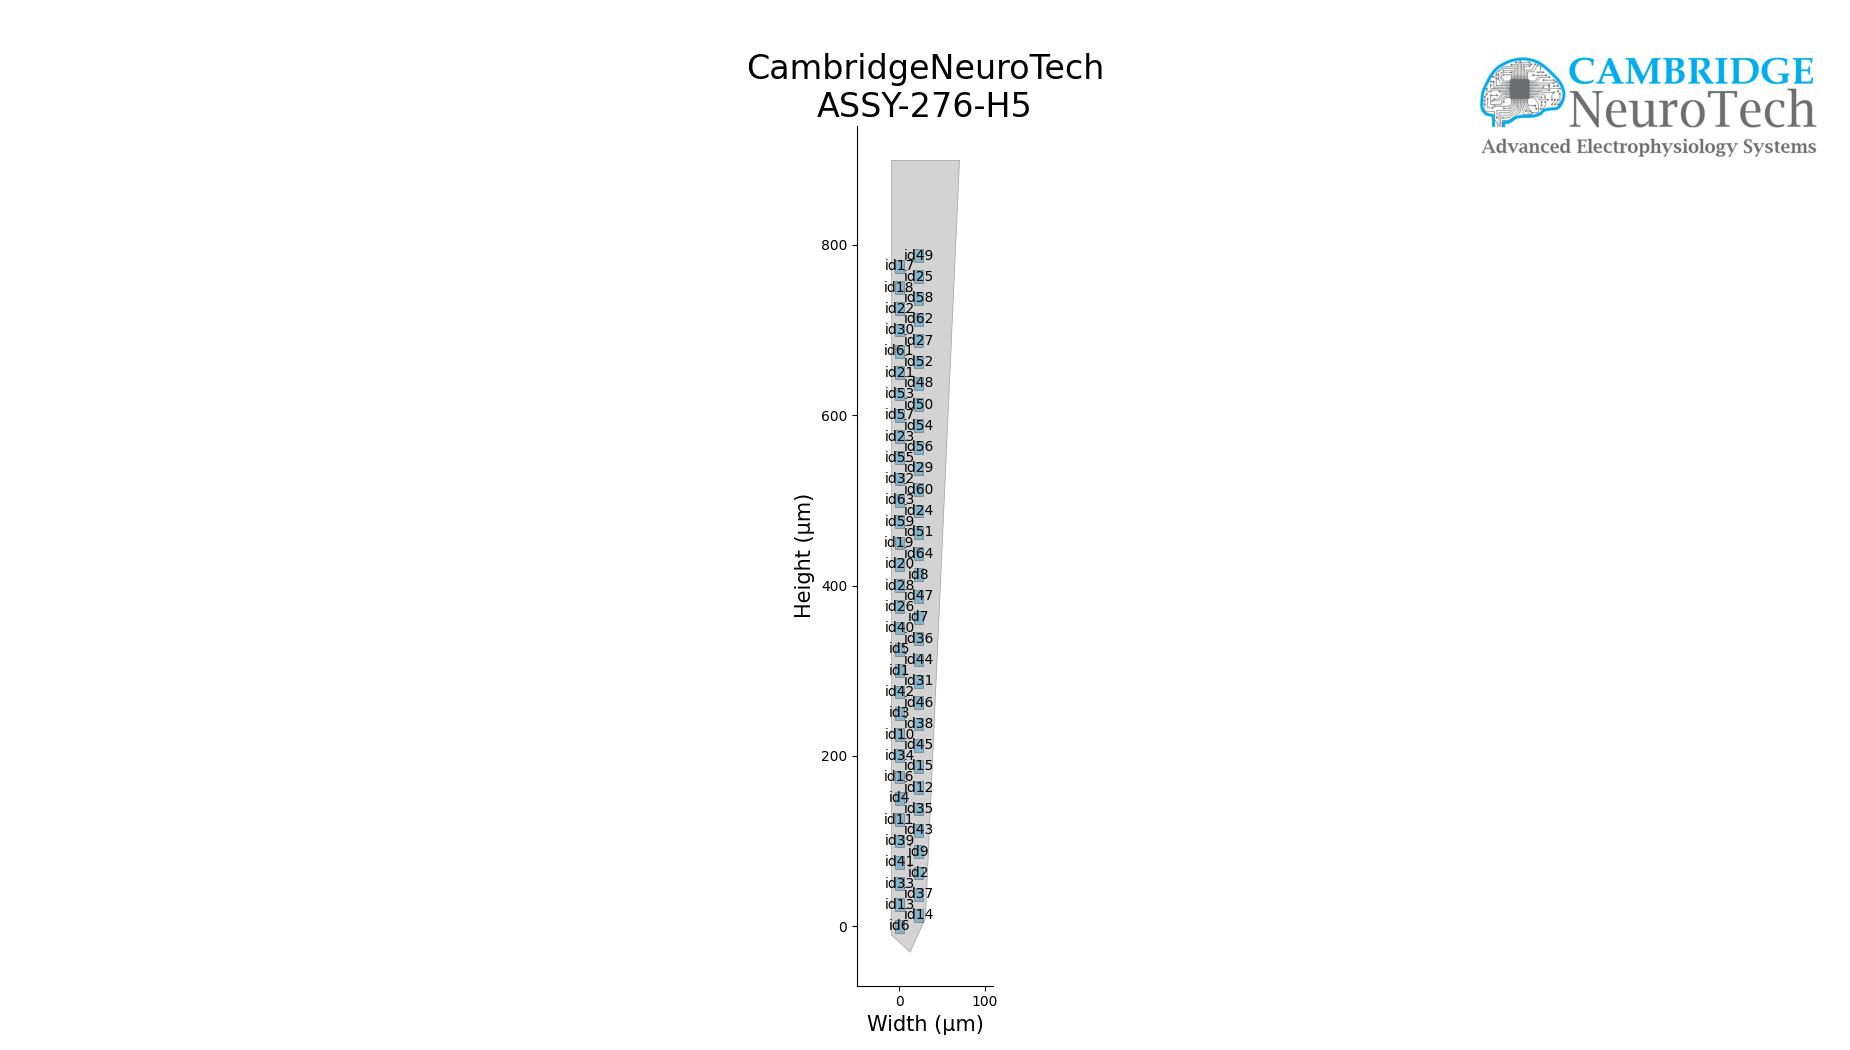 CambridgeNeuroTech
ASSY-276-H5
CAMBRIDGE
NeuroTech
Advanced Electrophysiology Systems
800
600
400
200
0
Height (μm)
id49
id17
id25
id18
id58
id22
id62
id30
id27
id61
id52
id21
id48
id53
id50
id57
id54
id23
id56
id55
id29
id32
id60
id63
id24
id59
id51
id19
id64
id20
id8
id28
id47
id26
id7
id40
id36
id5
id44
id1
id31
id42
id46
id3
id38
id10
id45
id34
id15
id16
id12
id4
id35
id11
id43
id39
id9
id41
id2
id33
id37
id13
id14
id6
0 100
Width (μm)